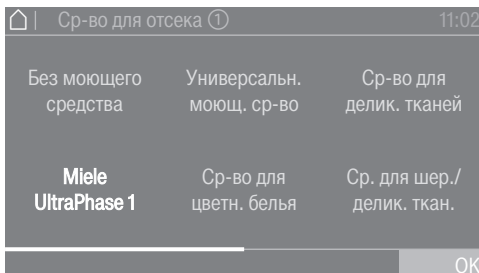 Ср-во для отсека ① 11:02
Без моющего средства
Универсальн. моющ. ср-во
Ср-во для делик. тканей
Miele UltraPhase 1
Ср-во для цветн. белья
Ср. для шер./ делик. ткан.
OK